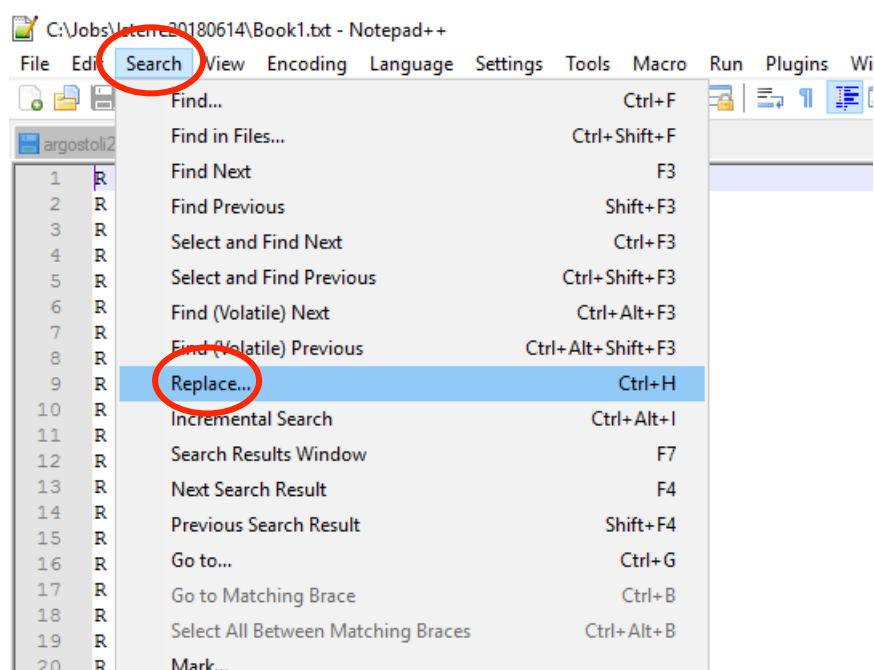 C:\Jobs\Isterre20180614\Book1.txt - Notepad++
File Edit Search View Encoding Language Settings Tools Macro Run Plugins Wi
argostoli2
Find... Ctrl+F
Find in Files... Ctrl+Shift+F
Find Next F3
Find Previous Shift+F3
Select and Find Next Ctrl+F3
Select and Find Previous Ctrl+Shift+F3
Find (Volatile) Next Ctrl+Alt+F3
Find (Volatile) Previous Ctrl+Alt+Shift+F3
Replace... Ctrl+H
Incremental Search Ctrl+Alt+I
Search Results Window F7
Next Search Result F4
Previous Search Result Shift+F4
Go to... Ctrl+G
Go to Matching Brace Ctrl+B
Select All Between Matching Braces Ctrl+Alt+B
Mark...
1 R
2 R
3 R
4 R
5 R
6 R
7 R
8 R
9 R
10 R
11 R
12 R
13 R
14 R
15 R
16 R
17 R
18 R
19 R
20 R